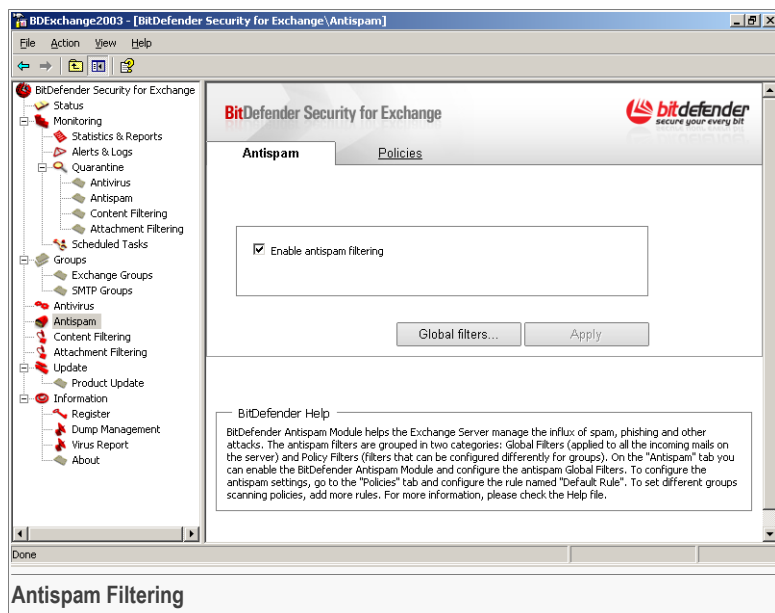 BDExchange2003 - [BitDefender Security for Exchange\Antispam]
File Action View Help
BitDefender Security for Exchange
Status
Monitoring
Statistics & Reports
Alerts & Logs
Quarantine
Antivirus
Antispam
Content Filtering
Attachment Filtering
Scheduled Tasks
Groups
Exchange Groups
SMTP Groups
Antivirus
Antispam
Content Filtering
Attachment Filtering
Update
Product Update
Information
Register
Dump Management
Virus Report
About
BitDefender Security for Exchange
bitdefender
secure your every bit
Antispam Policies
Enable antispam filtering
Global filters... Apply
BitDefender Help
BitDefender Antispam Module helps the Exchange Server manage the influx of spam, phishing and other
attacks. The antispam filters are grouped in two categories: Global Filters (applied to all the incoming mails on
the server) and Policy Filters (filters that can be configured differently for groups). On the "Antispam" tab you
can enable the BitDefender Antispam Module and configure the antispam Global Filters. To configure the
antispam settings, go to the "Policies" tab and configure the rule named "Default Rule". To set different groups
scanning policies, add more rules. For more information, please check the Help file.
Done
Antispam Filtering